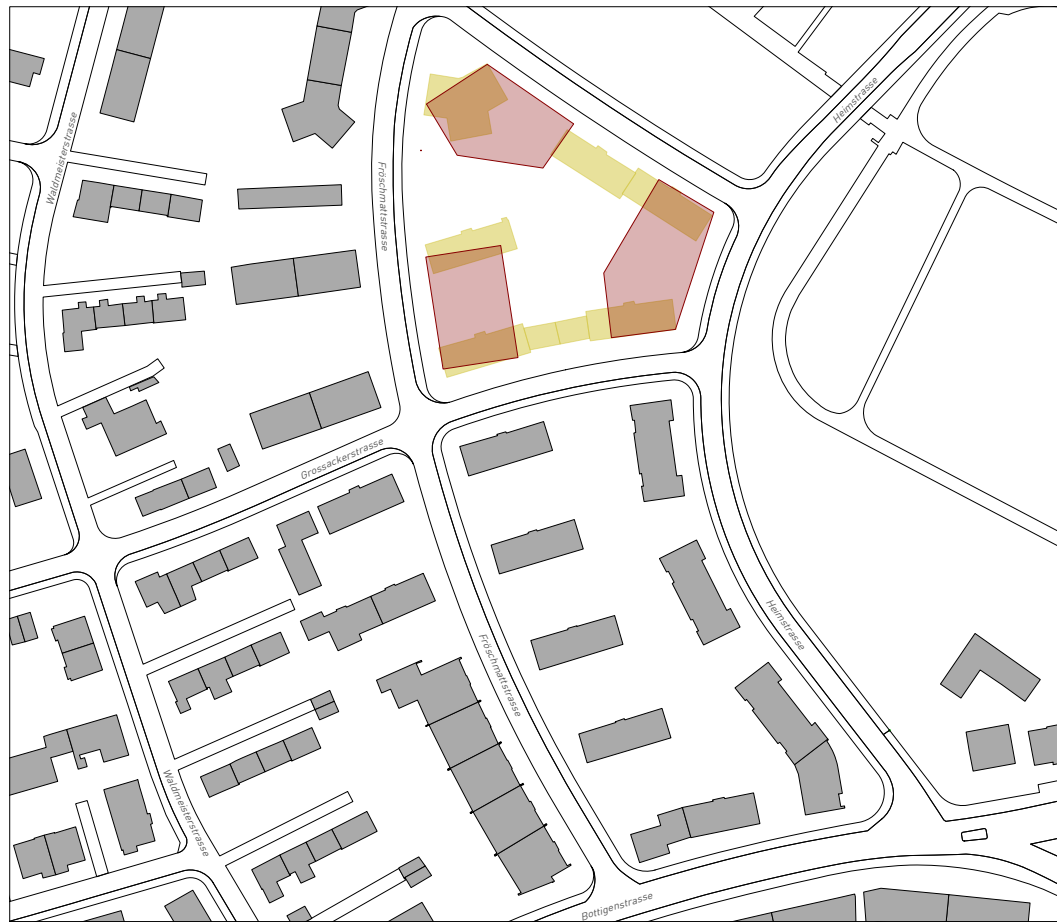 Heimstrasse
Waldmeisterstrasse
Fröschmattstrasse
Grossackerstrasse
Heimstrasse
Fröschmattstrasse
Waldmeisterstrasse
Bottigenstrasse